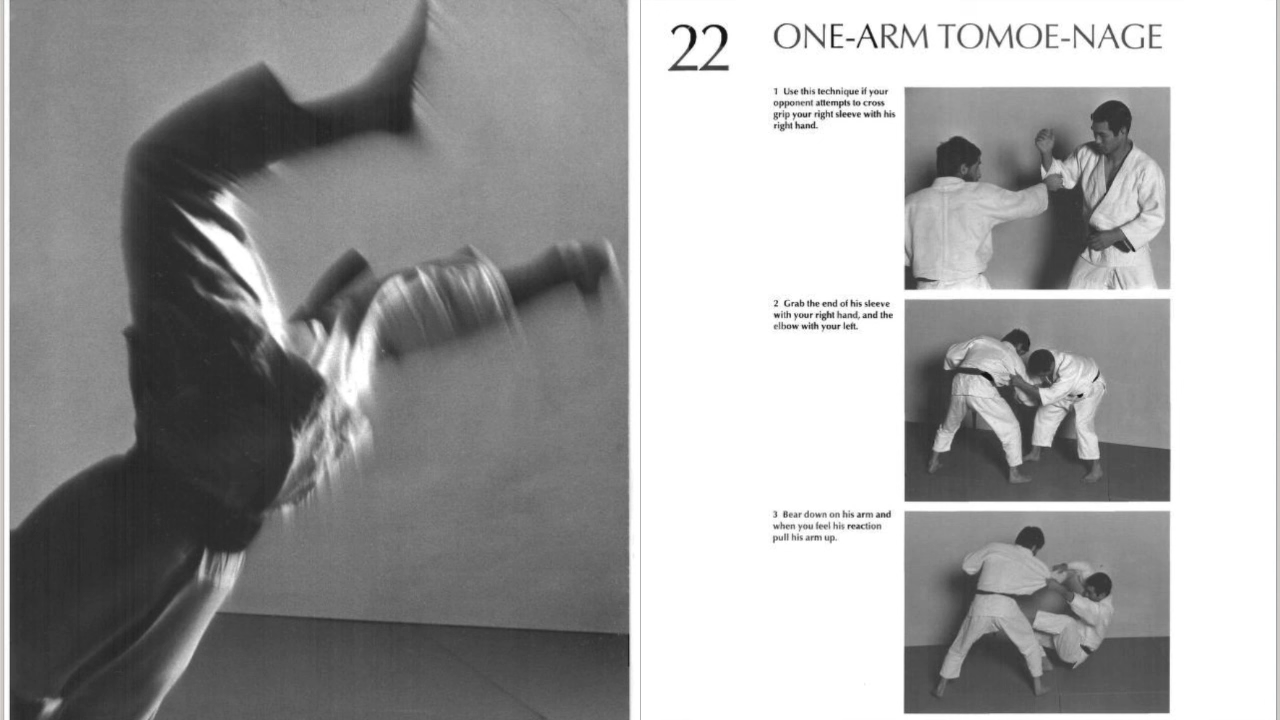 22
ONE-ARM TOMOE-NAGE
1 Use this technique if your
opponent attempts to cross
grip your right sleeve with his
right hand.
2 Grab the end of his sleeve
with your right hand, and the
elbow with your left.
3 Bear down on his arm and
when you feel his reaction
pull his arm up.